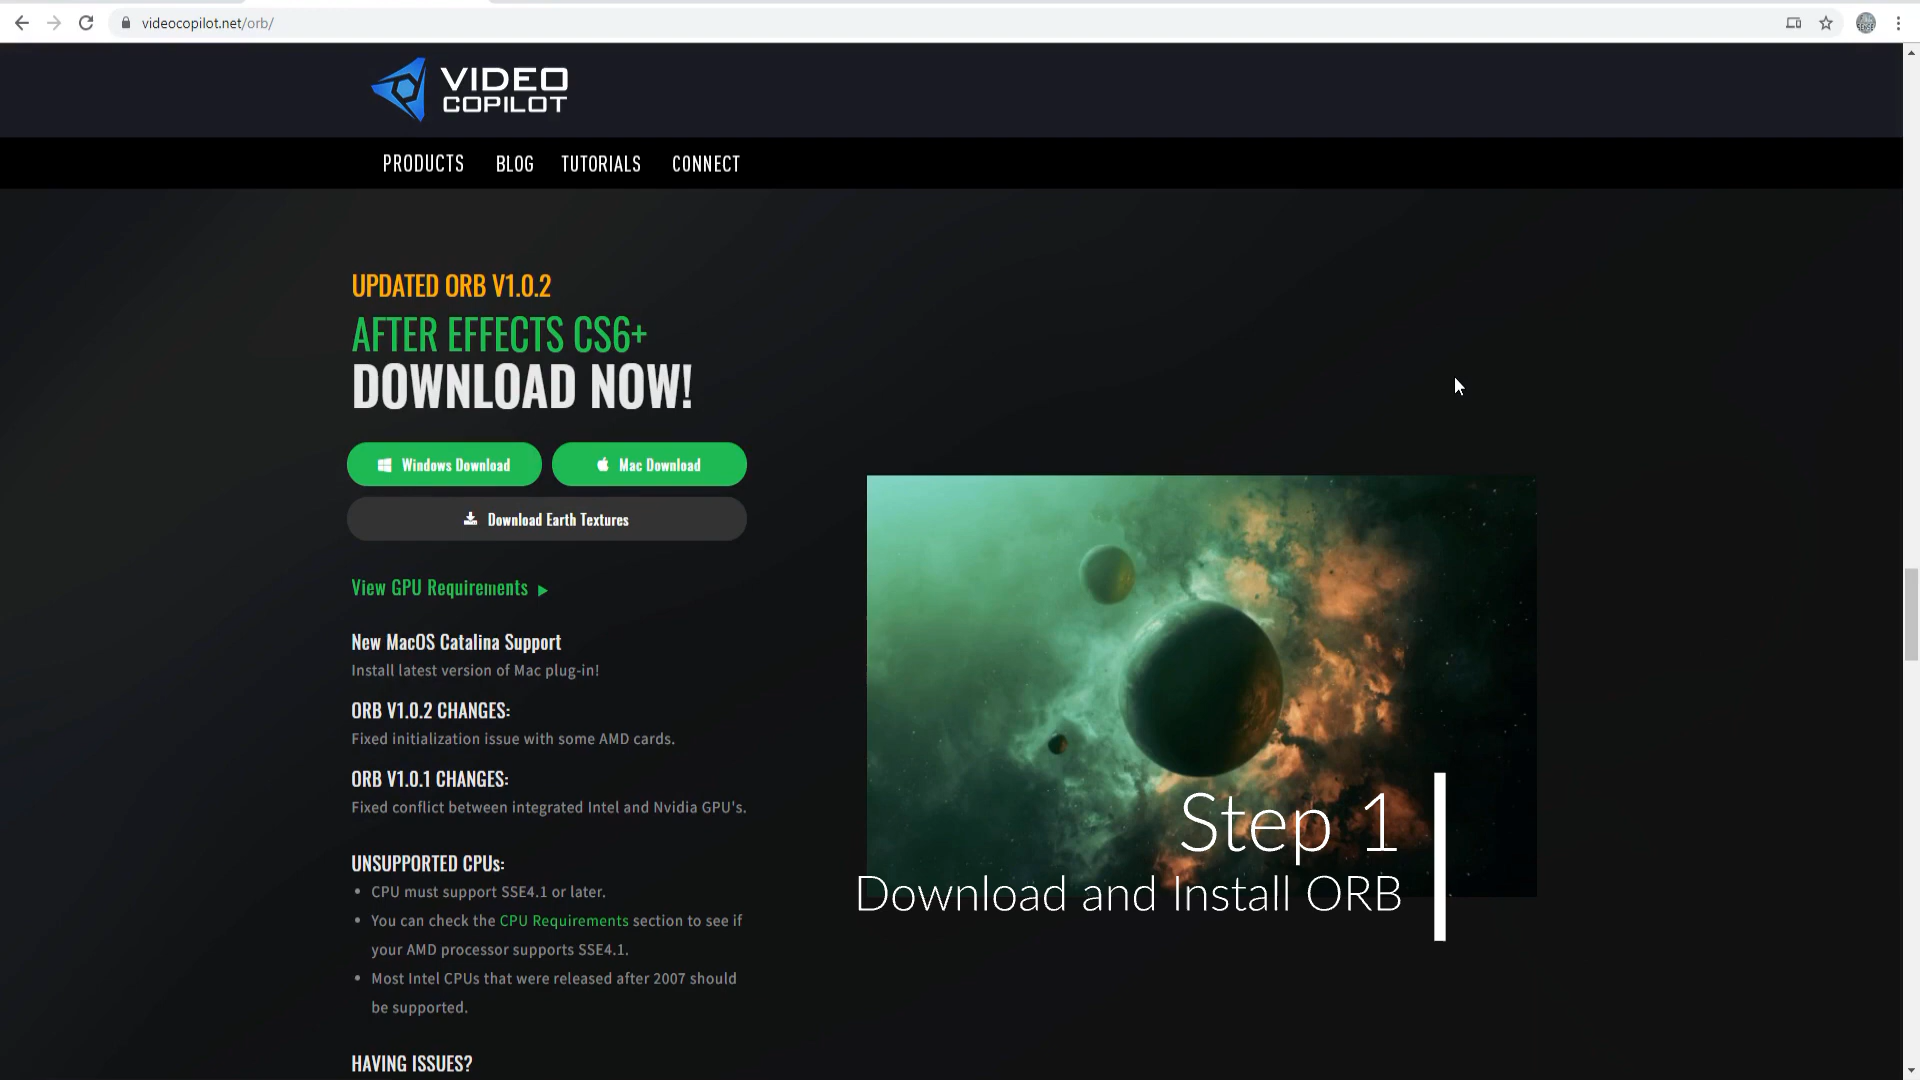 videocopilot.net/orb/
VIDEO
COPILOT
PRODUCTS BLOG TUTORIALS CONNECT
UPDATED ORB V1.0.2
AFTER EFFECTS CS6+
DOWNLOAD NOW!
Windows Download Mac Download
Download Earth Textures
View GPU Requirements
New MacOS Catalina Support
Install latest version of Mac plug-in!
ORB V1.0.2 CHANGES:
Fixed initialization issue with some AMD cards.
ORB V1.0.1 CHANGES:
Fixed conflict between integrated Intel and Nvidia GPU's.
UNSUPPORTED CPUs:
• CPU must support SSE4.1 or later.
• You can check the CPU Requirements section to see if
your AMD processor supports SSE4.1.
• Most Intel CPUs that were released after 2007 should
be supported.
HAVING ISSUES?
Step 1
Download and Install ORB